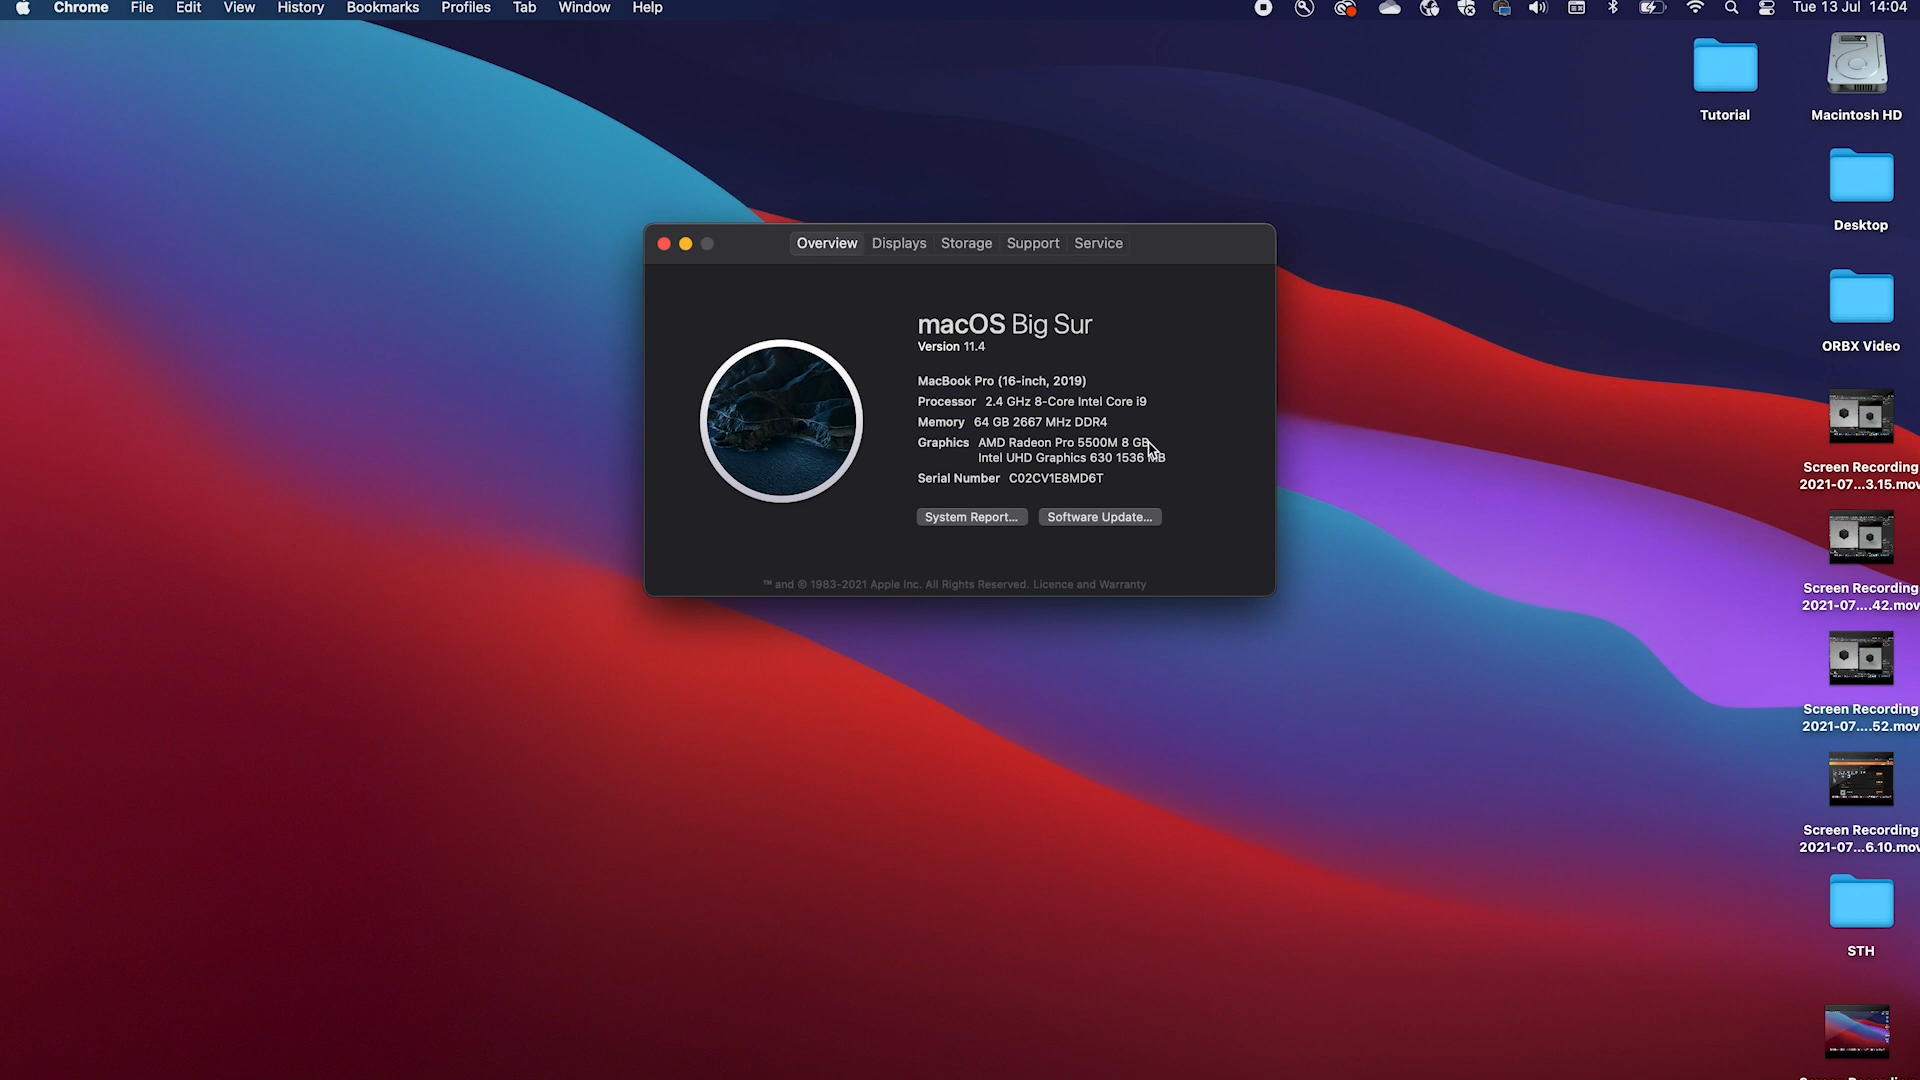 Chrome File Edit View History Bookmarks Profiles Tab Window Help Tue 13 Jul 14:04
Tutorial
Macintosh HD
Desktop
ORBX Video
Screen Recording
2021-07...3.15.mov
Screen Recording
2021-07....42.mov
Screen Recording
2021-07....52.mov
Screen Recording
2021-07...6.10.mov
STH
Overview Displays Storage Support Service
macOS Big Sur
Version 11.4
MacBook Pro (16-inch, 2019)
Processor 2.4 GHz 8-Core Intel Core i9
Memory 64 GB 2667 MHz DDR4
Graphics AMD Radeon Pro 5500M 8 GB
Intel UHD Graphics 630 1536 MB
Serial Number C02CV1E8MD6T
System Report... Software Update...
™ and © 1983-2021 Apple Inc. All Rights Reserved. Licence and Warranty